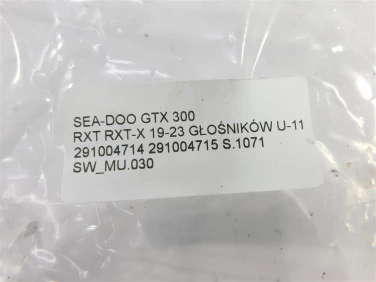 SEA-DOO GTX 300
RXT RXT-X 19-23 GŁOŚNIKÓW U-11
291004714 291004715 S.1071
SW_MU.030